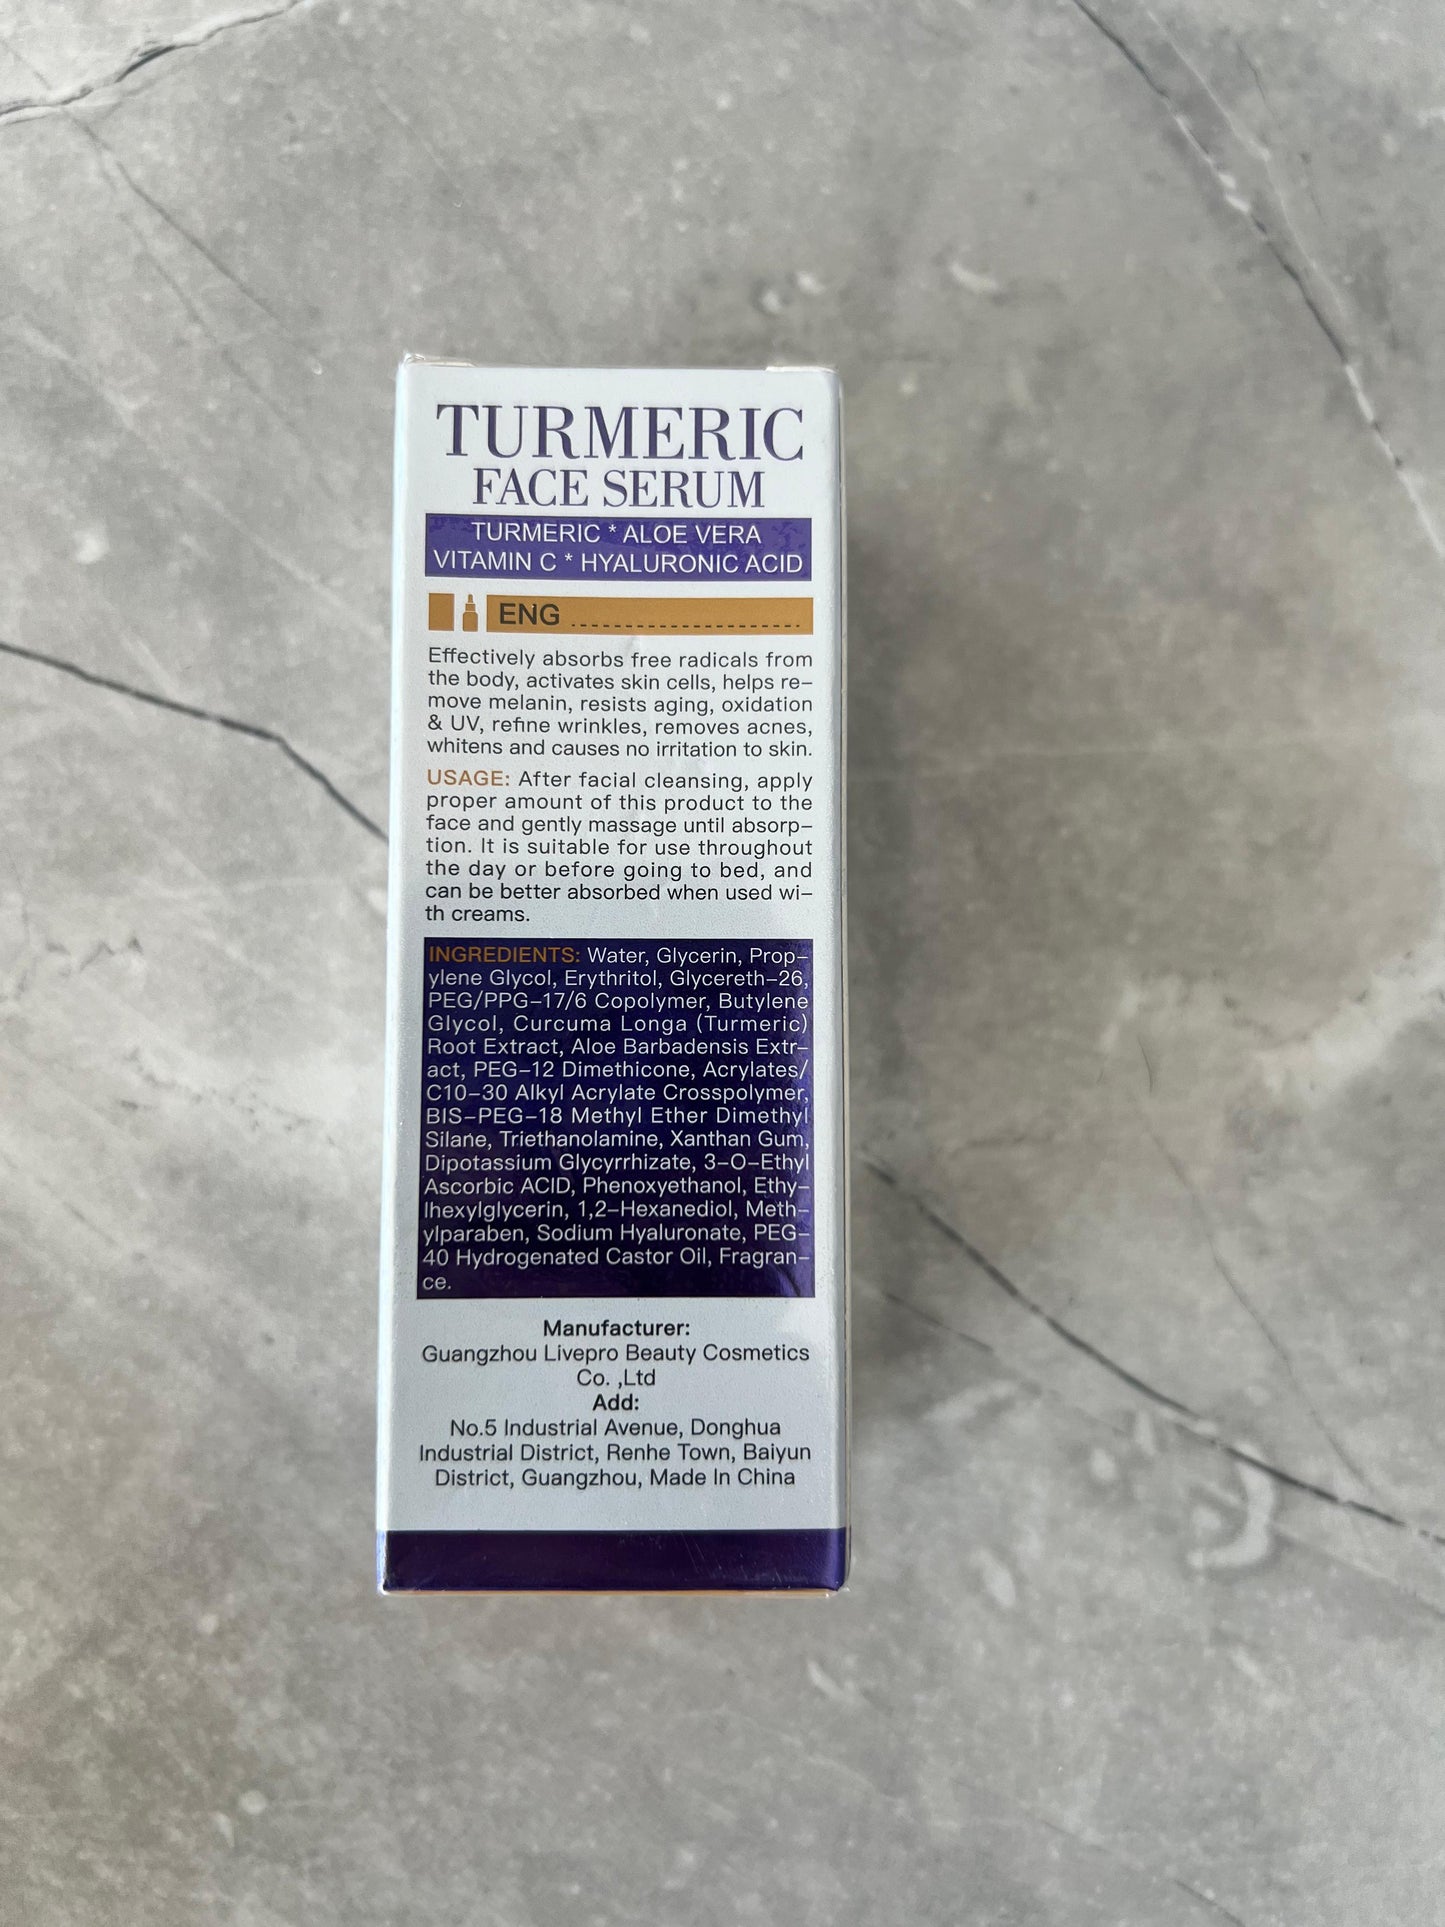 TURMERIC
FACE SERUM
TURMERIC * ALOE VERA
VITAMIN C * HYALURONIC ACID
ENG
Effectively absorbs free radicals from
the body, activates skin cells, helps re–
move melanin, resists aging, oxidation
& UV, refine wrinkles, removes acnes,
whitens and causes no irritation to skin.
USAGE: After facial cleansing, apply
proper amount of this product to the
face and gently massage until absorp–
tion. It is suitable for use throughout
the day or before going to bed, and
can be better absorbed when used wi–
th creams.
INGREDIENTS: Water, Glycerin, Prop–
ylene Glycol, Erythritol, Glycereth–26,
PEG/PPG–17/6 Copolymer, Butylene
Glycol, Curcuma Longa (Turmeric)
Root Extract, Aloe Barbadensis Extr–
act, PEG–12 Dimethicone, Acrylates/
C10–30 Alkyl Acrylate Crosspolymer,
BIS–PEG–18 Methyl Ether Dimethyl
Silane, Triethanolamine, Xanthan Gum,
Dipotassium Glycyrrhizate, 3–O–Ethyl
Ascorbic ACID, Phenoxyethanol, Ethy–
lhexylglycerin, 1,2–Hexanediol, Meth–
ylparaben, Sodium Hyaluronate, PEG–
40 Hydrogenated Castor Oil, Fragran–
ce.
Manufacturer:
Guangzhou Livepro Beauty Cosmetics
Co. ,Ltd
Add:
No.5 Industrial Avenue, Donghua
Industrial District, Renhe Town, Baiyun
District, Guangzhou, Made In China